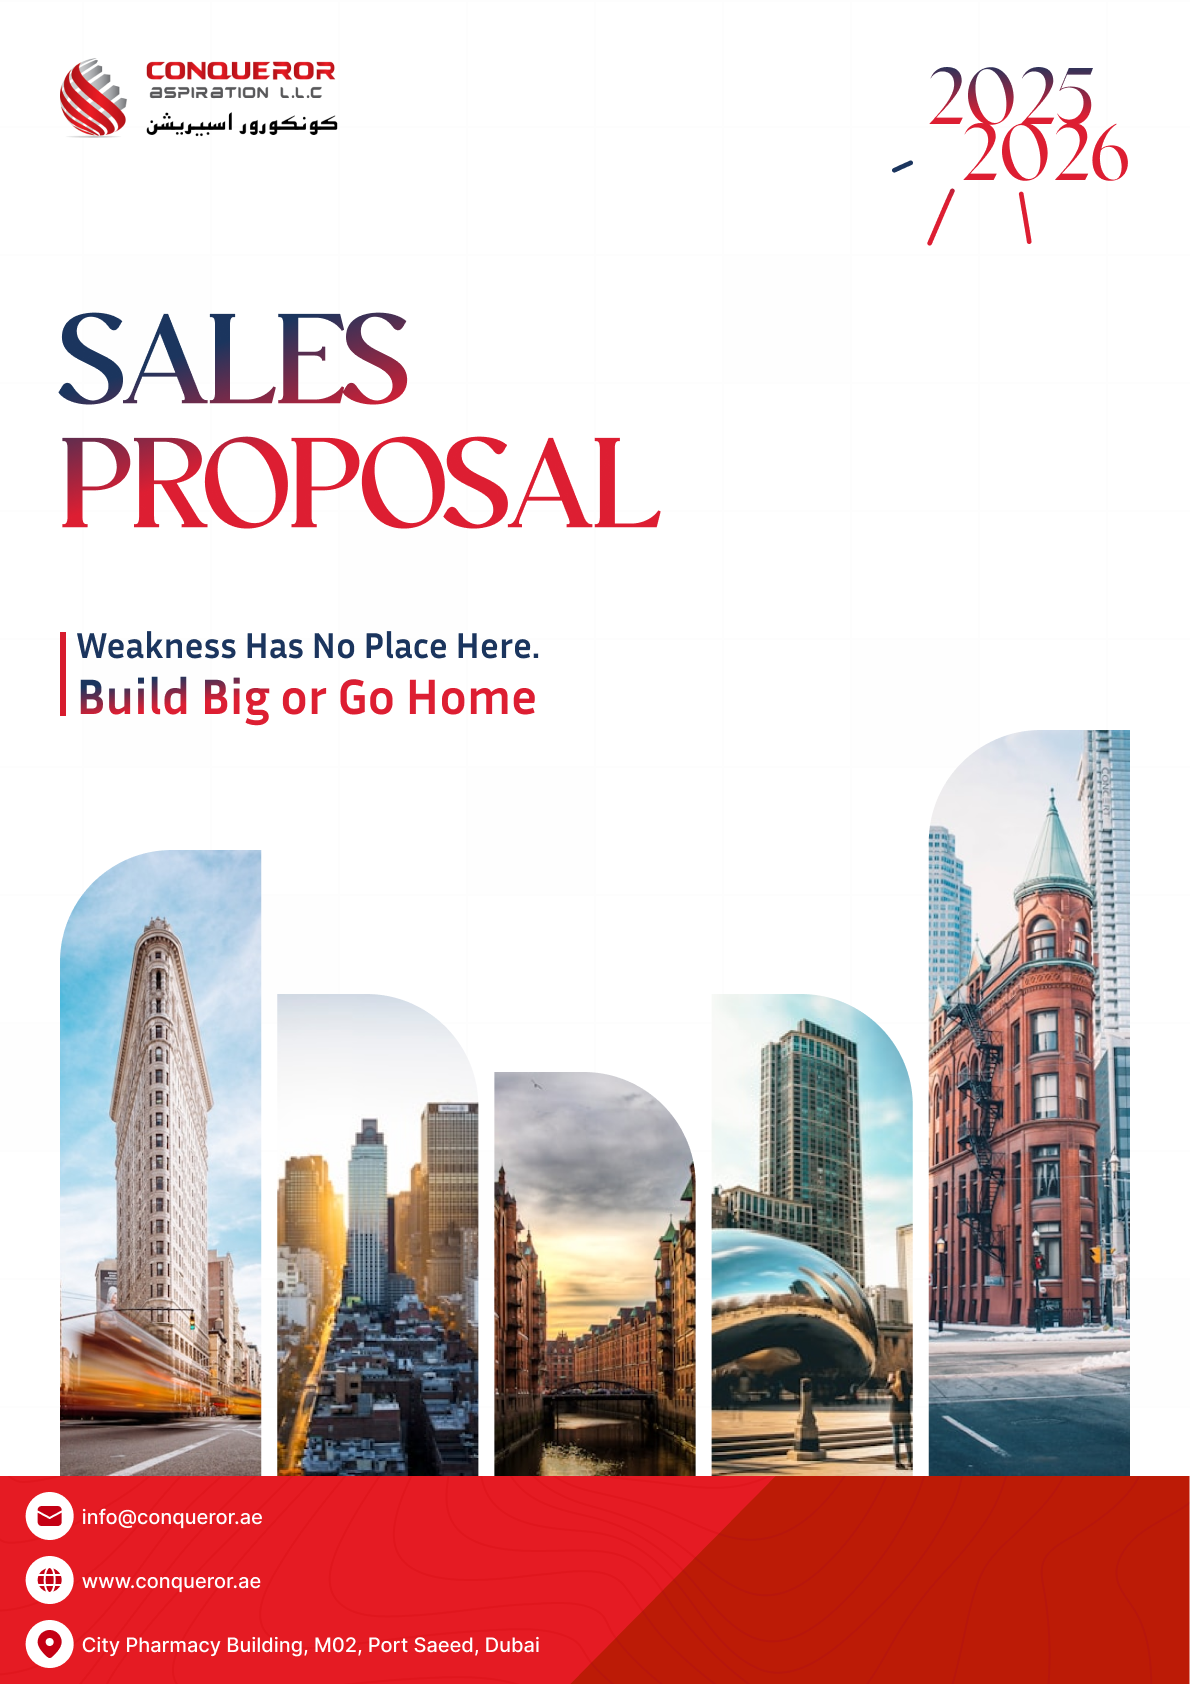 CONQUEROR
ASPIRATION L.L.C
كونكورور اسبيريشن
2025
2026
SALES
PROPOSAL
Weakness Has No Place Here.
Build Big or Go Home
info@conqueror.ae
www.conqueror.ae
City Pharmacy Building, M02, Port Saeed, Dubai